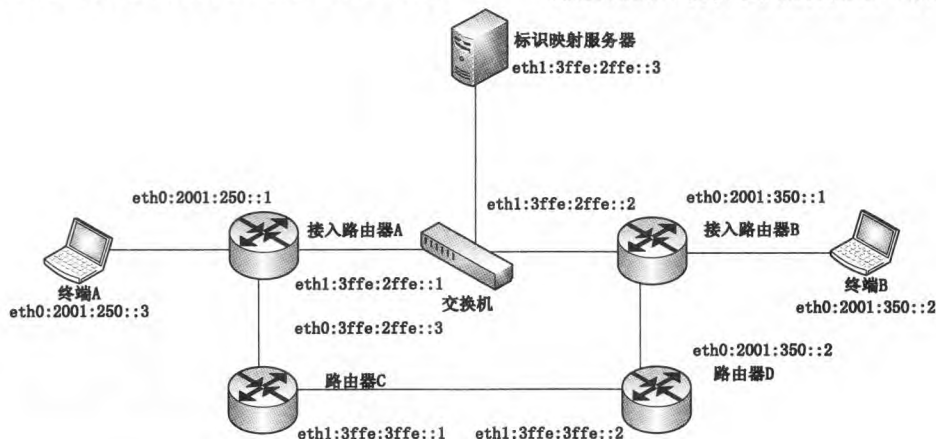 标识映射服务器
eth1:3ffe:2ffe::3
eth0:2001:250::1
eth1:3ffe:2ffe::2
eth0:2001:350::1
接入路由器A
接入路由器B
终端A
eth0:2001:250::3
eth1:3ffe:2ffe::1
交换机
终端B
eth0:2001:350::2
eth0:3ffe:2ffe::3
eth0:2001:350::2
路由器C
路由器D
eth1:3ffe:3ffe::1
eth1:3ffe:3ffe::2